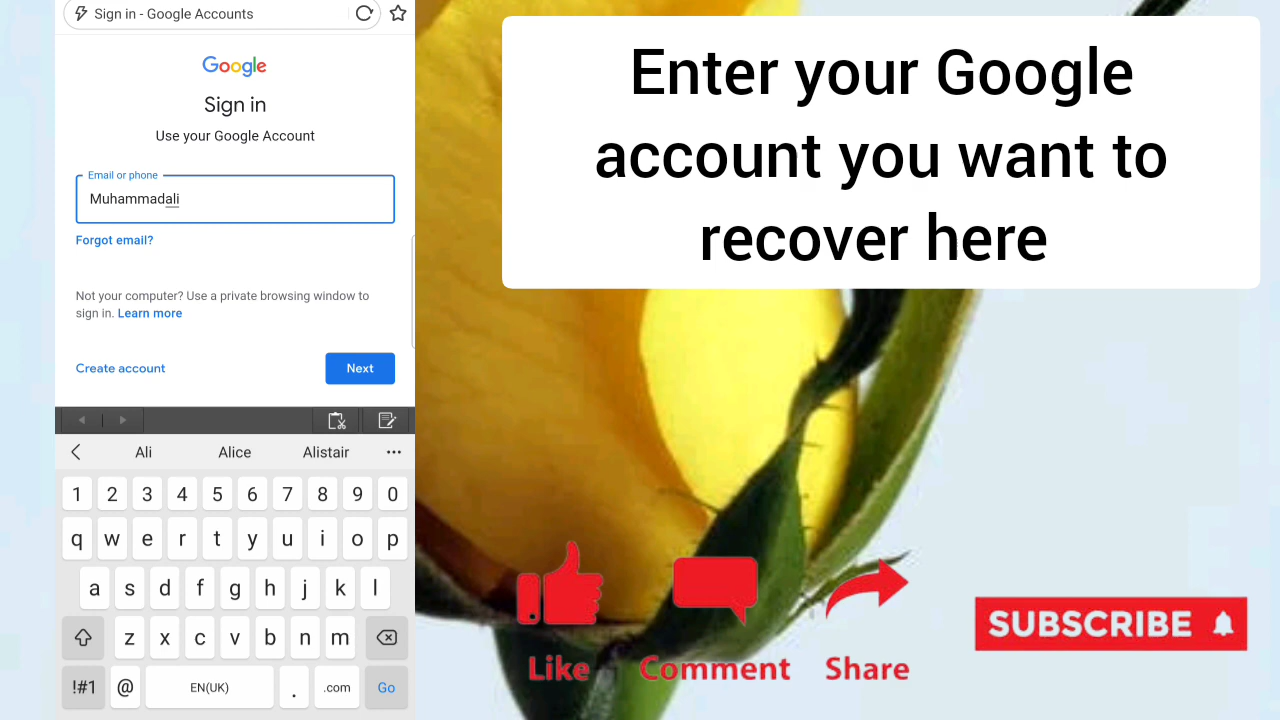 Sign in - Google Accounts
Google
Sign in
Use your Google Account
Email or phone
Muhammadali
Forgot email?
Not your computer? Use a private browsing window to
sign in. Learn more
Create account
Next
Ali Alice Alistair
1 2 3 4 5 6 7 8 9 0
q w e r t y u i o p
a s d f g h j k l
z x c v b n m
!#1 @ EN(UK) . .com Go
Enter your Google
account you want to
recover here
Like Comment Share
SUBSCRIBE